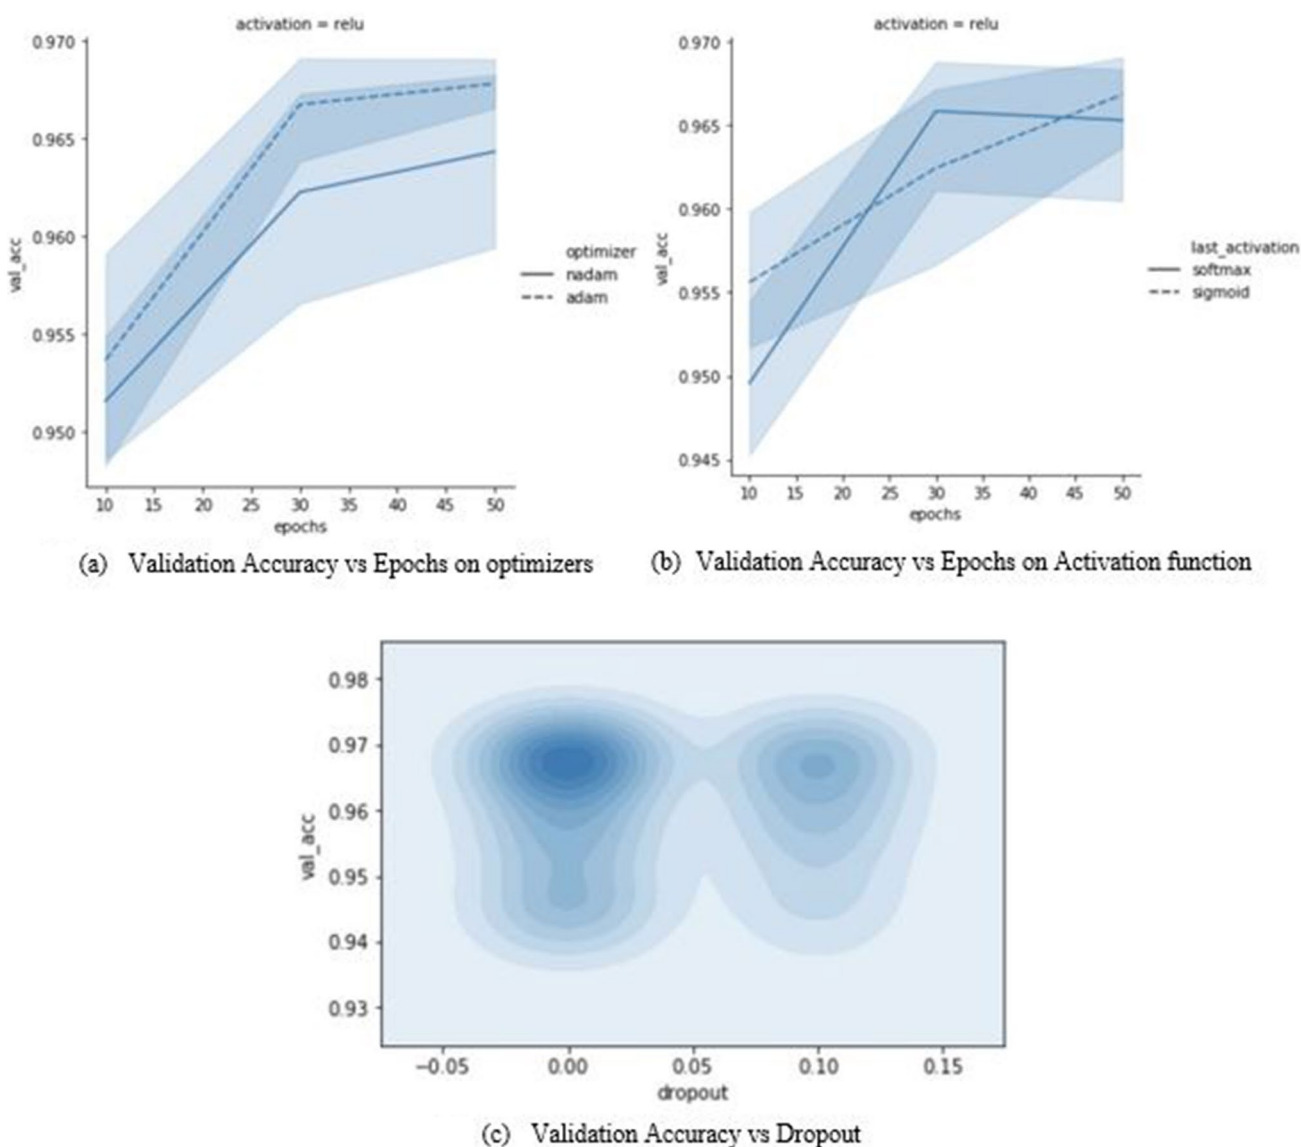 activation = relu
0.970
0.965
0.960
0.955
0.950
val_acc
10 15 20 25 30 35 40 45 50
epochs
optimizer
nadam
adam
(a) Validation Accuracy vs Epochs on optimizers
activation = relu
0.970
0.965
0.960
0.955
0.950
0.945
val_acc
10 15 20 25 30 35 40 45 50
epochs
last_activation
softmax
sigmoid
(b) Validation Accuracy vs Epochs on Activation function
0.98
0.97
0.96
0.95
0.94
0.93
val_acc
−0.05 0.00 0.05 0.10 0.15
dropout
(c) Validation Accuracy vs Dropout